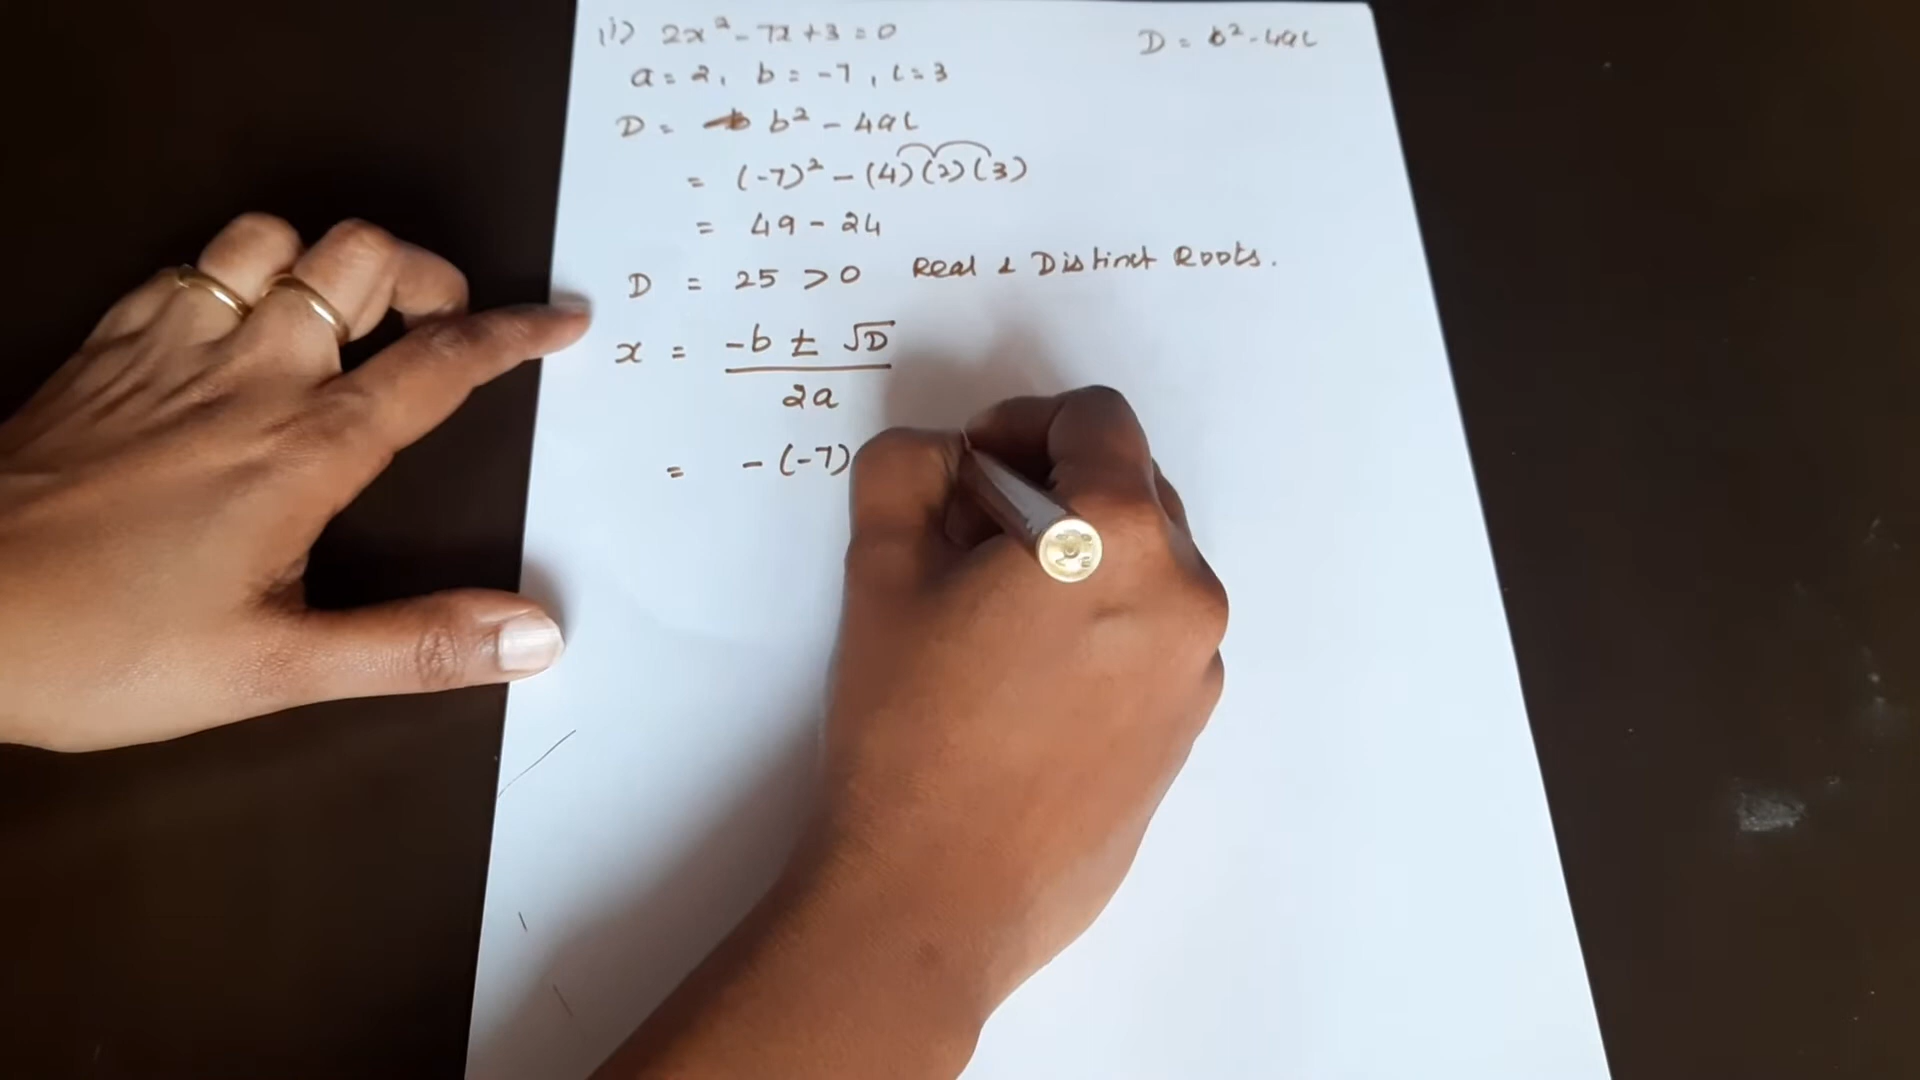 ii) 2x² - 7x + 3 = 0
D = b² - 4ac
a = 2, b = -7, c = 3
D = b² - 4ac
= (-7)² - (4)(2)(3)
= 49 - 24
D = 25 > 0 Real & Distinct Roots.
x = -b ± √D
2a
= - (-7)